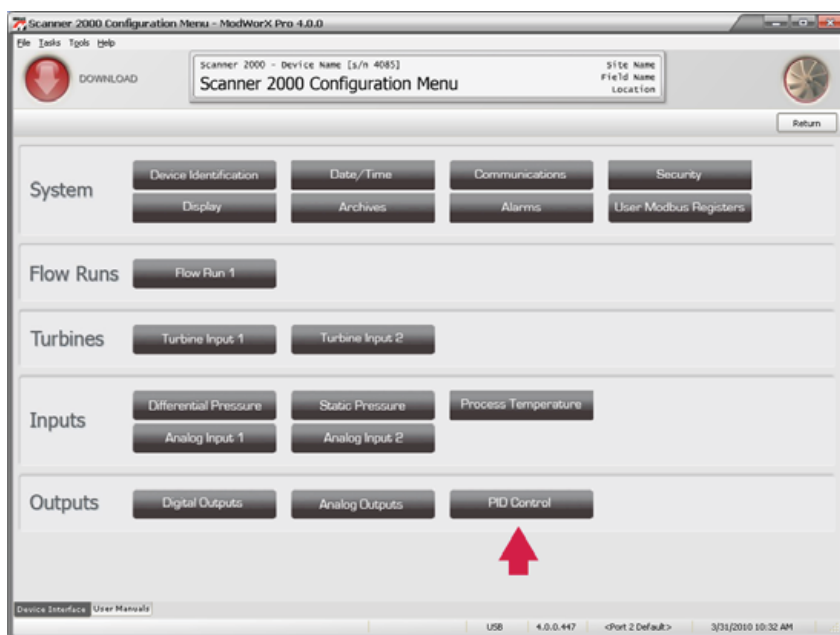 Scanner 2000 Configuration Menu - ModWorX Pro 4.0.0
File Tasks Tools Help
DOWNLOAD
Scanner 2000 - Device Name [s/n 4085]
Scanner 2000 Configuration Menu
Site Name
Field Name
Location
Return
System
Device Identification Date/Time Communications Security
Display Archives Alarms User Modbus Registers
Flow Runs Flow Run 1
Turbines Turbine Input 1 Turbine Input 2
Inputs
Differential Pressure Static Pressure Process Temperature
Analog Input 1 Analog Input 2
Outputs Digital Outputs Analog Outputs PID Control
Device Interface User Manuals
USB 4.0.0.447 <Port 2 Default> 3/31/2010 10:32 AM